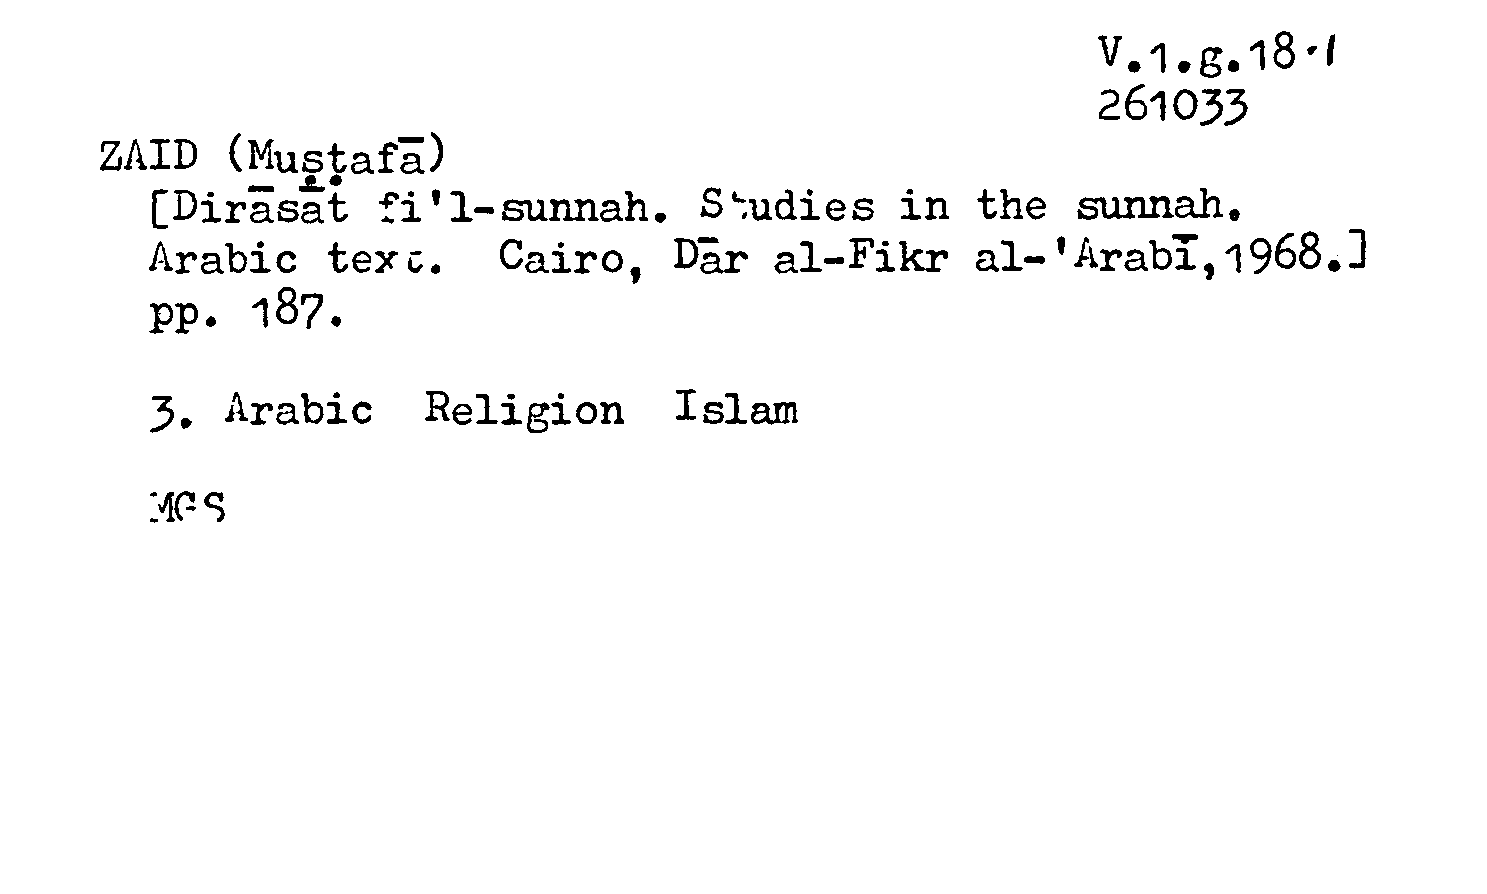 V.1.g.18.1
261033
ZAID (Muṣṭafā)
[Dirāsāt fi'l-sunnah. Studies in the sunnah.
Arabic text. Cairo, Dār al-Fikr al-'Arabī,1968.]
pp. 187.
3. Arabic Religion Islam
MGS